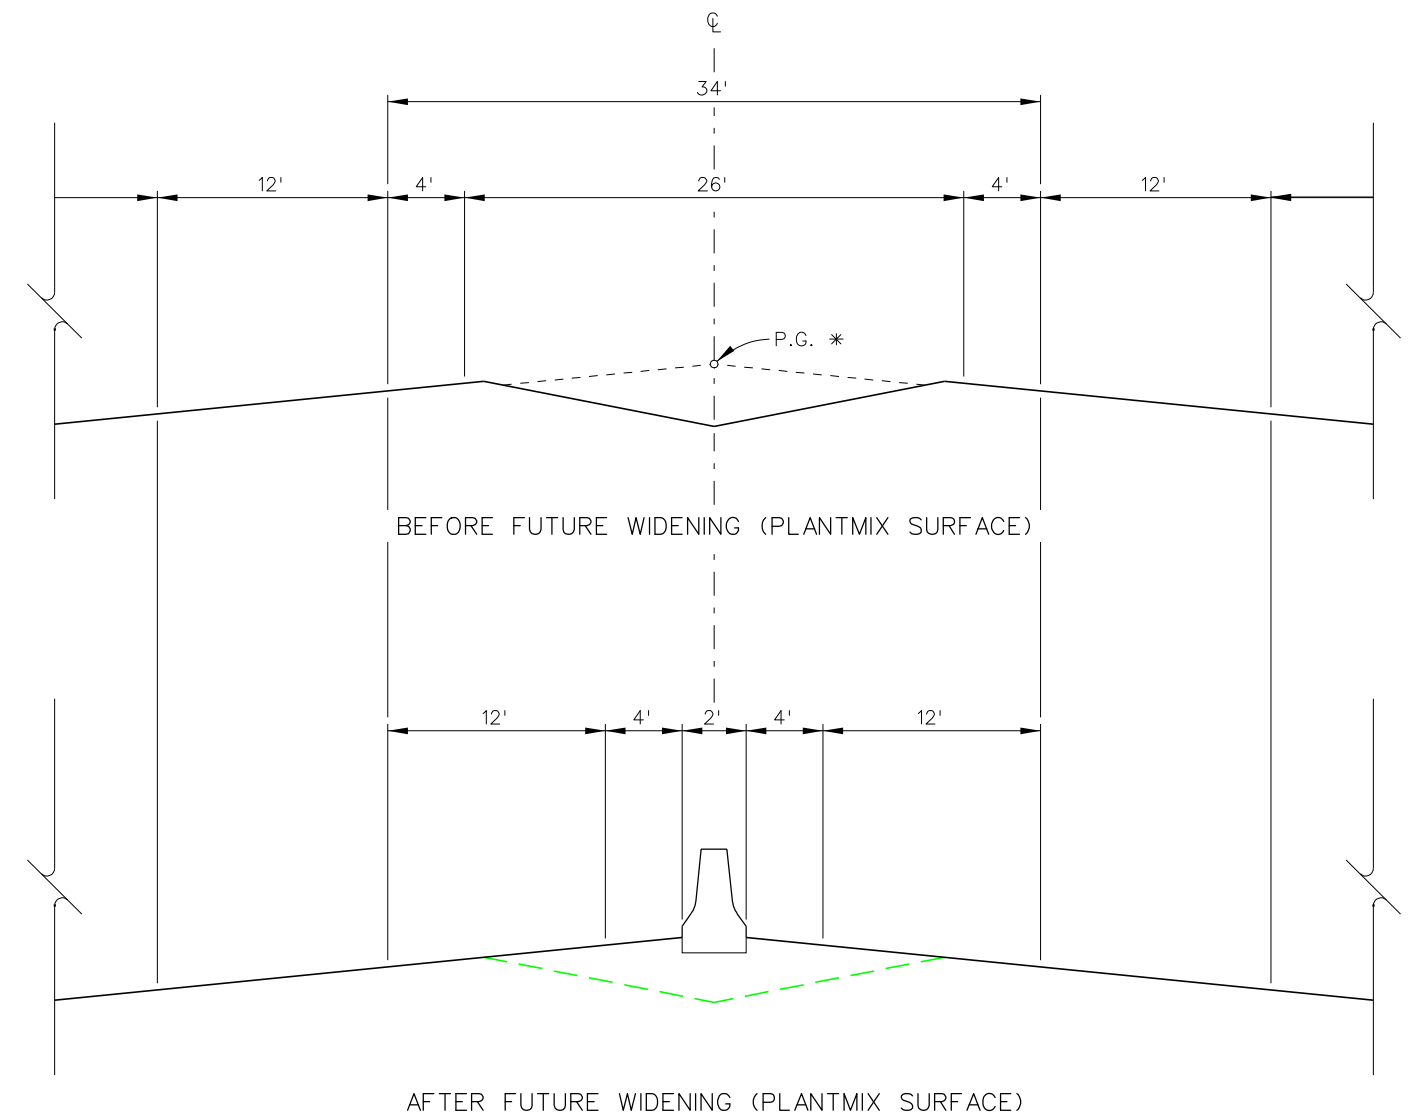 ℄
34'
12' 4' 26' 4' 12'
P.G. *
BEFORE FUTURE WIDENING (PLANTMIX SURFACE)
12' 4' 2' 4' 12'
AFTER FUTURE WIDENING (PLANTMIX SURFACE)